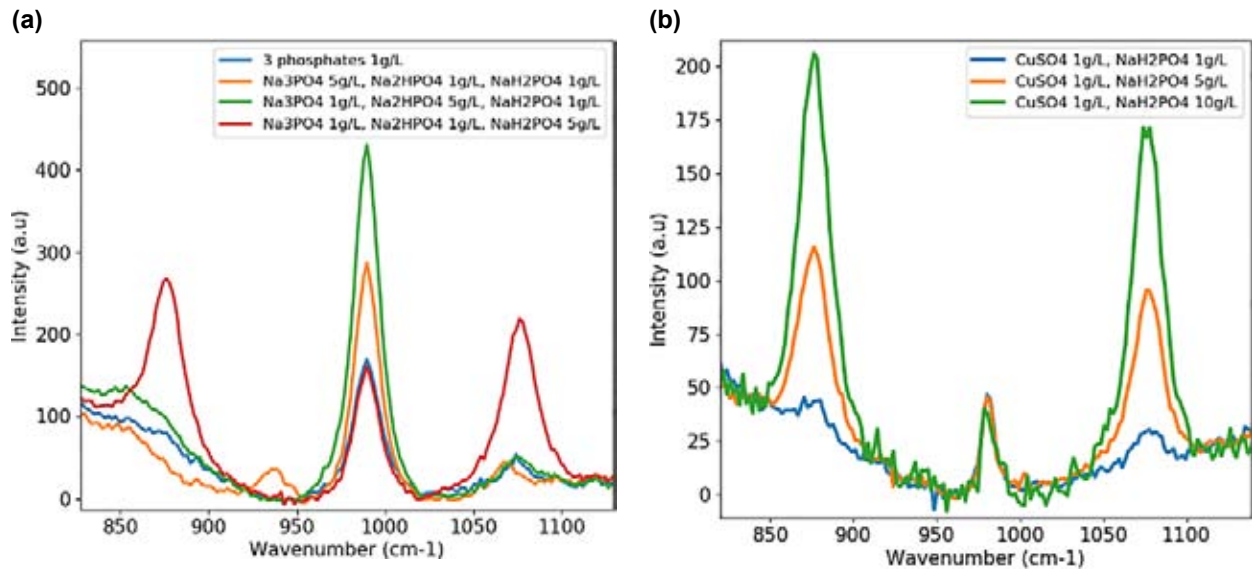 (a)
500
400
300
200
100
0
Intensity (a.u)
3 phosphates 1g/L
Na3PO4 5g/L, Na2HPO4 1g/L, NaH2PO4 1g/L
Na3PO4 1g/L, Na2HPO4 5g/L, NaH2PO4 1g/L
Na3PO4 1g/L, Na2HPO4 1g/L, NaH2PO4 5g/L
850 900 950 1000 1050 1100
Wavenumber (cm-1)
(b)
200
175
150
125
100
75
50
25
0
Intensity (a.u)
CuSO4 1g/L, NaH2PO4 1g/L
CuSO4 1g/L, NaH2PO4 5g/L
CuSO4 1g/L, NaH2PO4 10g/L
850 900 950 1000 1050 1100
Wavenumber (cm-1)